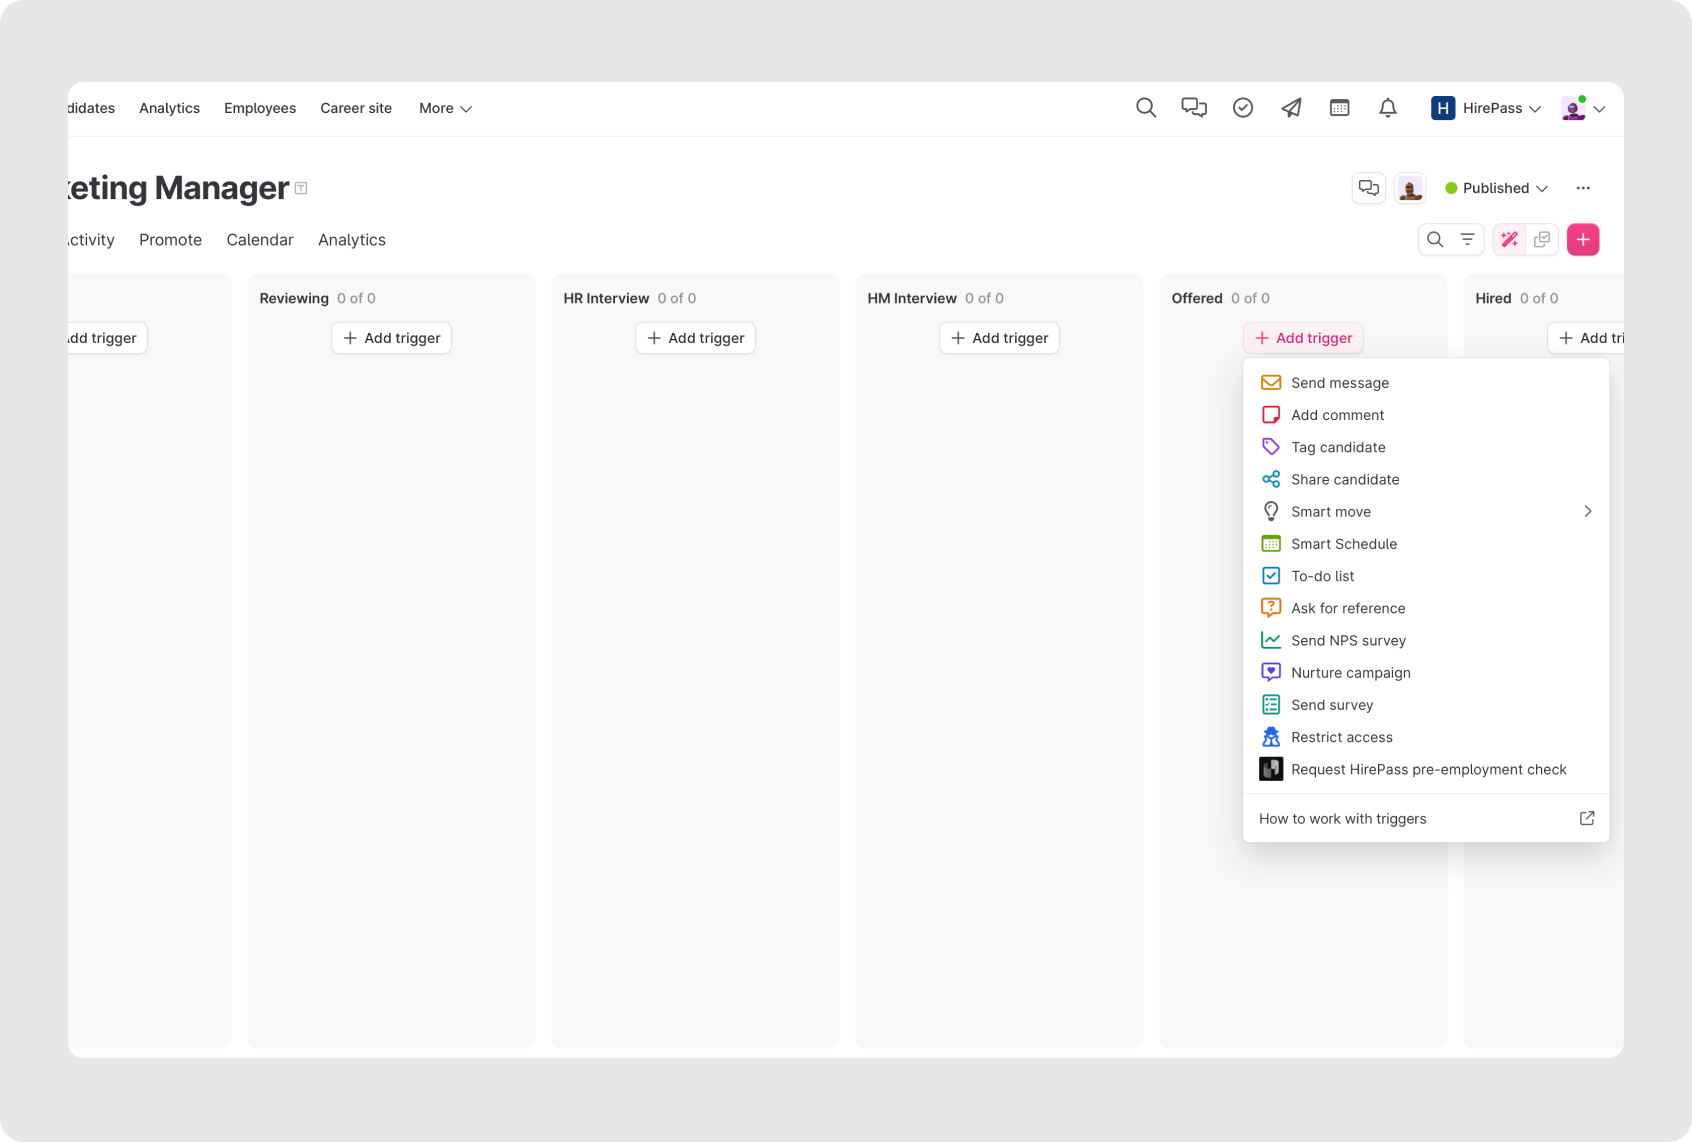 didates Analytics Employees Career site More H HirePass
keting Manager T Published
ctivity Promote Calendar Analytics
Reviewing 0 of 0 HR Interview 0 of 0 HM Interview 0 of 0 Offered 0 of 0 Hired 0 of 0
dd trigger Add trigger Add trigger Add trigger Add trigger Add tri
Send message
Add comment
Tag candidate
Share candidate
Smart move
Smart Schedule
To-do list
Ask for reference
Send NPS survey
Nurture campaign
Send survey
Restrict access
Request HirePass pre-employment check
How to work with triggers